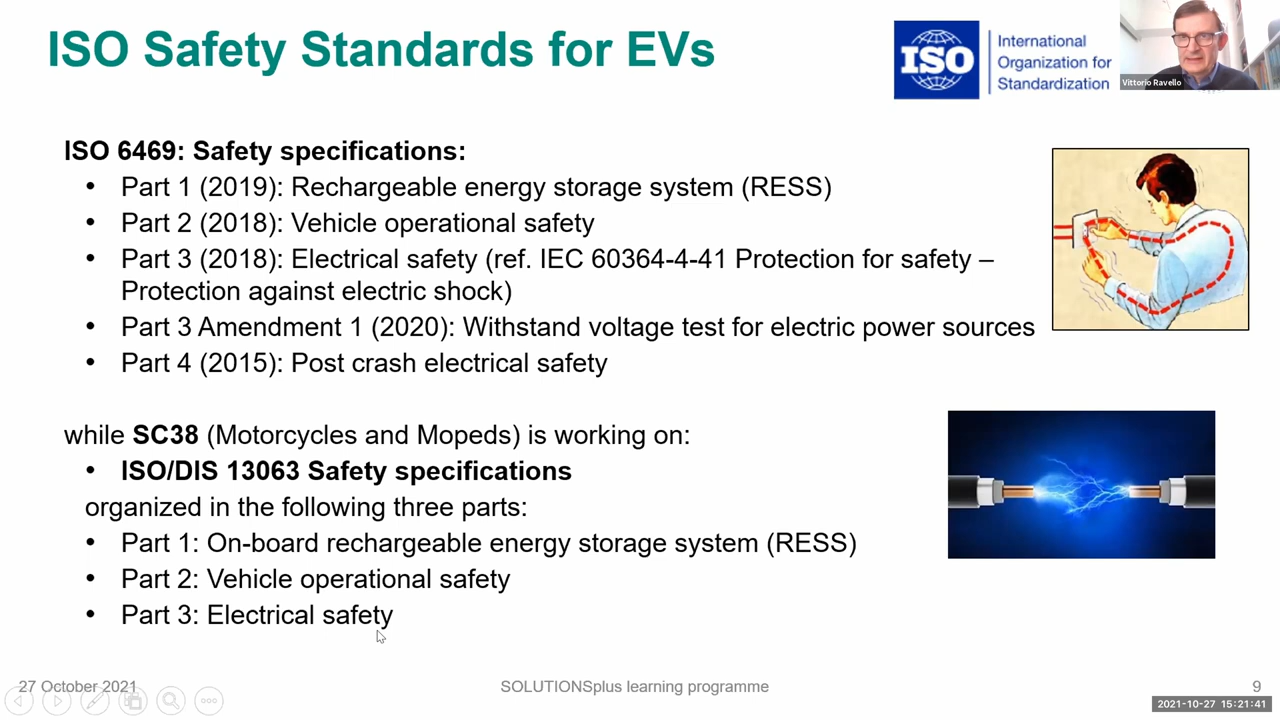 ISO Safety Standards for EVs
ISO
International
Organization for
Standardization
Vittorio Ravello
ISO 6469: Safety specifications:
• Part 1 (2019): Rechargeable energy storage system (RESS)
• Part 2 (2018): Vehicle operational safety
• Part 3 (2018): Electrical safety (ref. IEC 60364-4-41 Protection for safety –
Protection against electric shock)
• Part 3 Amendment 1 (2020): Withstand voltage test for electric power sources
• Part 4 (2015): Post crash electrical safety
while SC38 (Motorcycles and Mopeds) is working on:
• ISO/DIS 13063 Safety specifications
organized in the following three parts:
• Part 1: On-board rechargeable energy storage system (RESS)
• Part 2: Vehicle operational safety
• Part 3: Electrical safety
27 October 2021
SOLUTIONSplus learning programme
9
2021-10-27 15:21:41